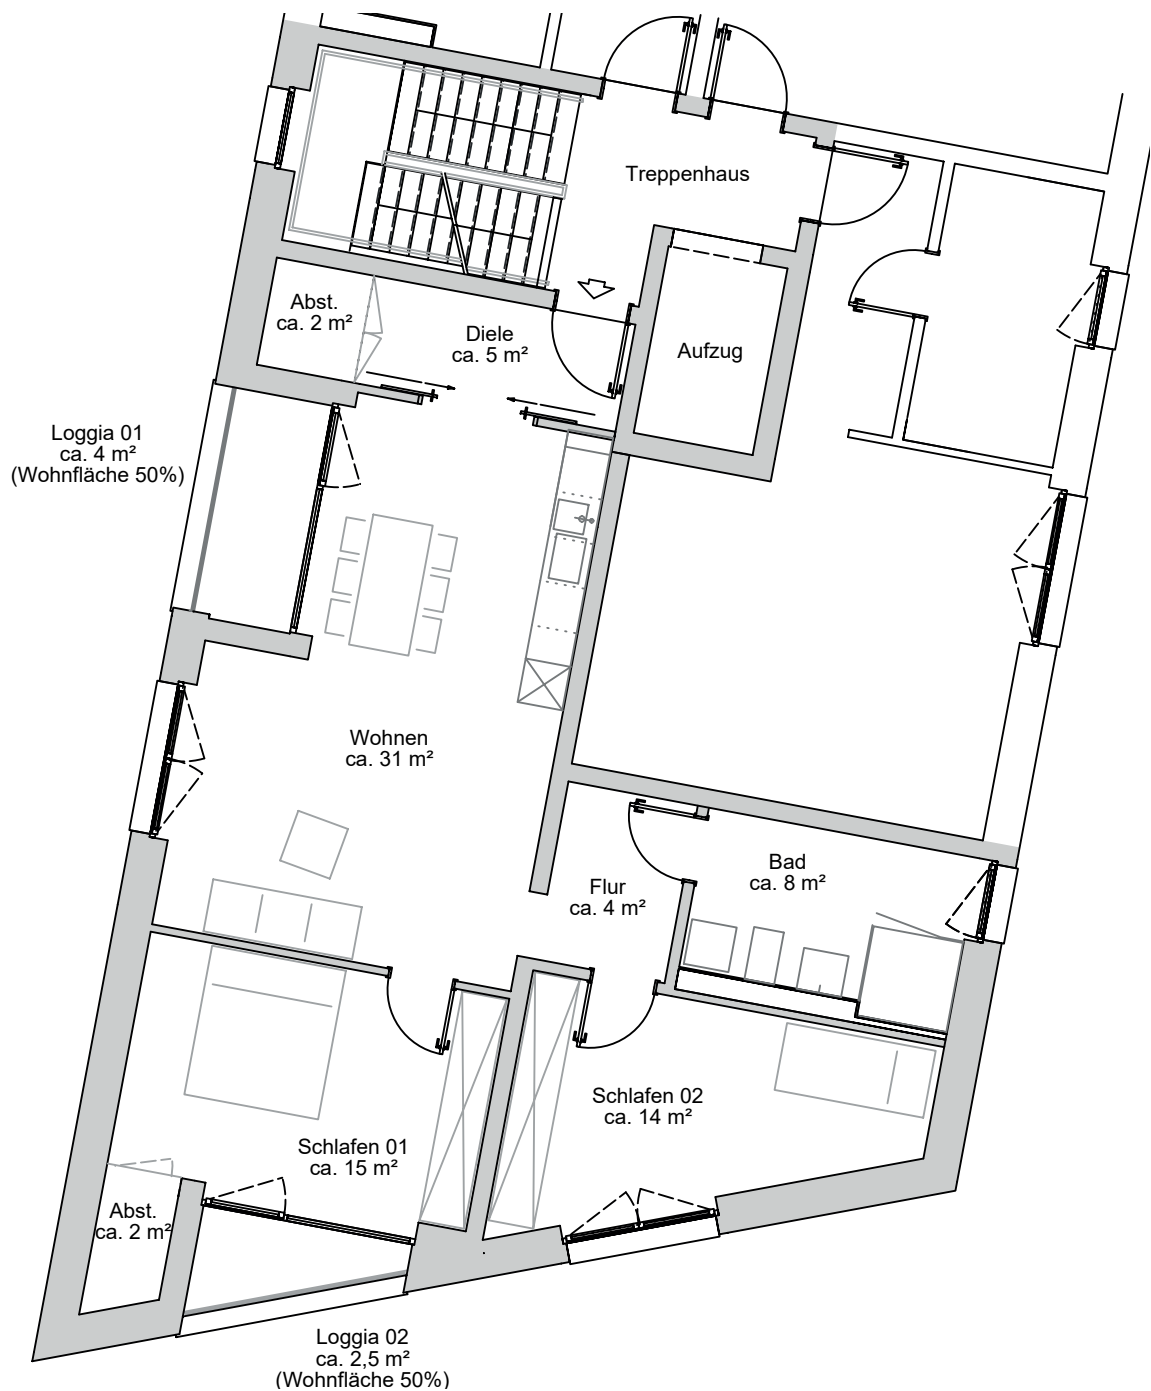 Treppenhaus
Abst.
ca. 2 m²
Diele
ca. 5 m²
Aufzug
Loggia 01
ca. 4 m²
(Wohnfläche 50%)
Wohnen
ca. 31 m²
Bad
ca. 8 m²
Flur
ca. 4 m²
Schlafen 02
ca. 14 m²
Schlafen 01
ca. 15 m²
Abst.
ca. 2 m²
Loggia 02
ca. 2,5 m²
(Wohnfläche 50%)